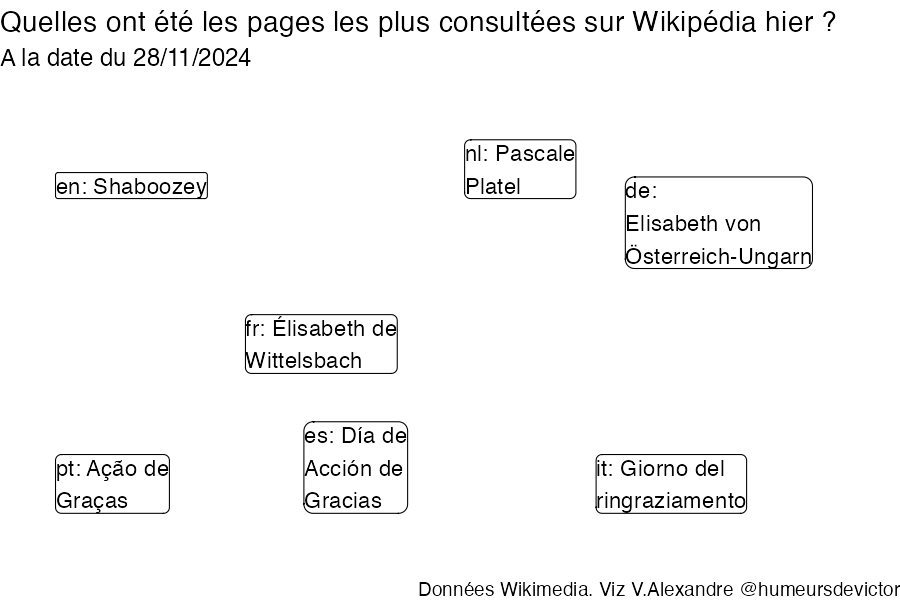 Quelles ont été les pages les plus consultées sur Wikipédia hier ?
A la date du 28/11/2024
nl: Pascale
Platel
en: Shaboozey
de:
Elisabeth von
Österreich-Ungarn
fr: Élisabeth de
Wittelsbach
es: Día de
Acción de
Gracias
pt: Ação de
Graças
it: Giorno del
ringraziamento
Données Wikimedia. Viz V.Alexandre @humeursdevictor